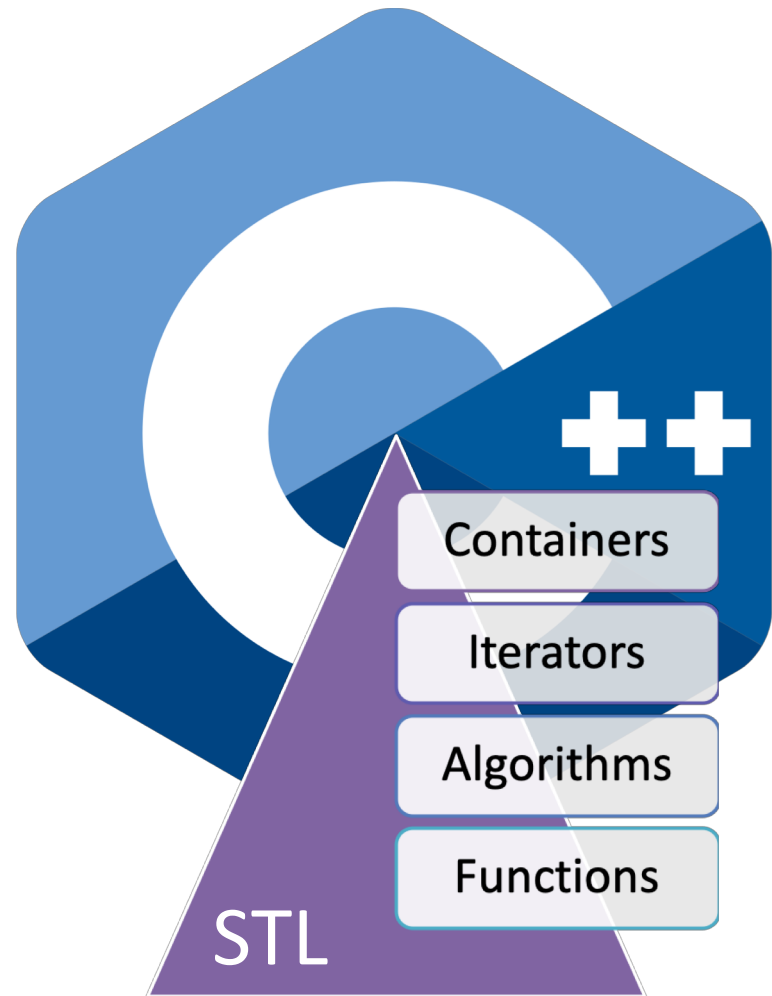 C++
Containers
Iterators
Algorithms
Functions
STL